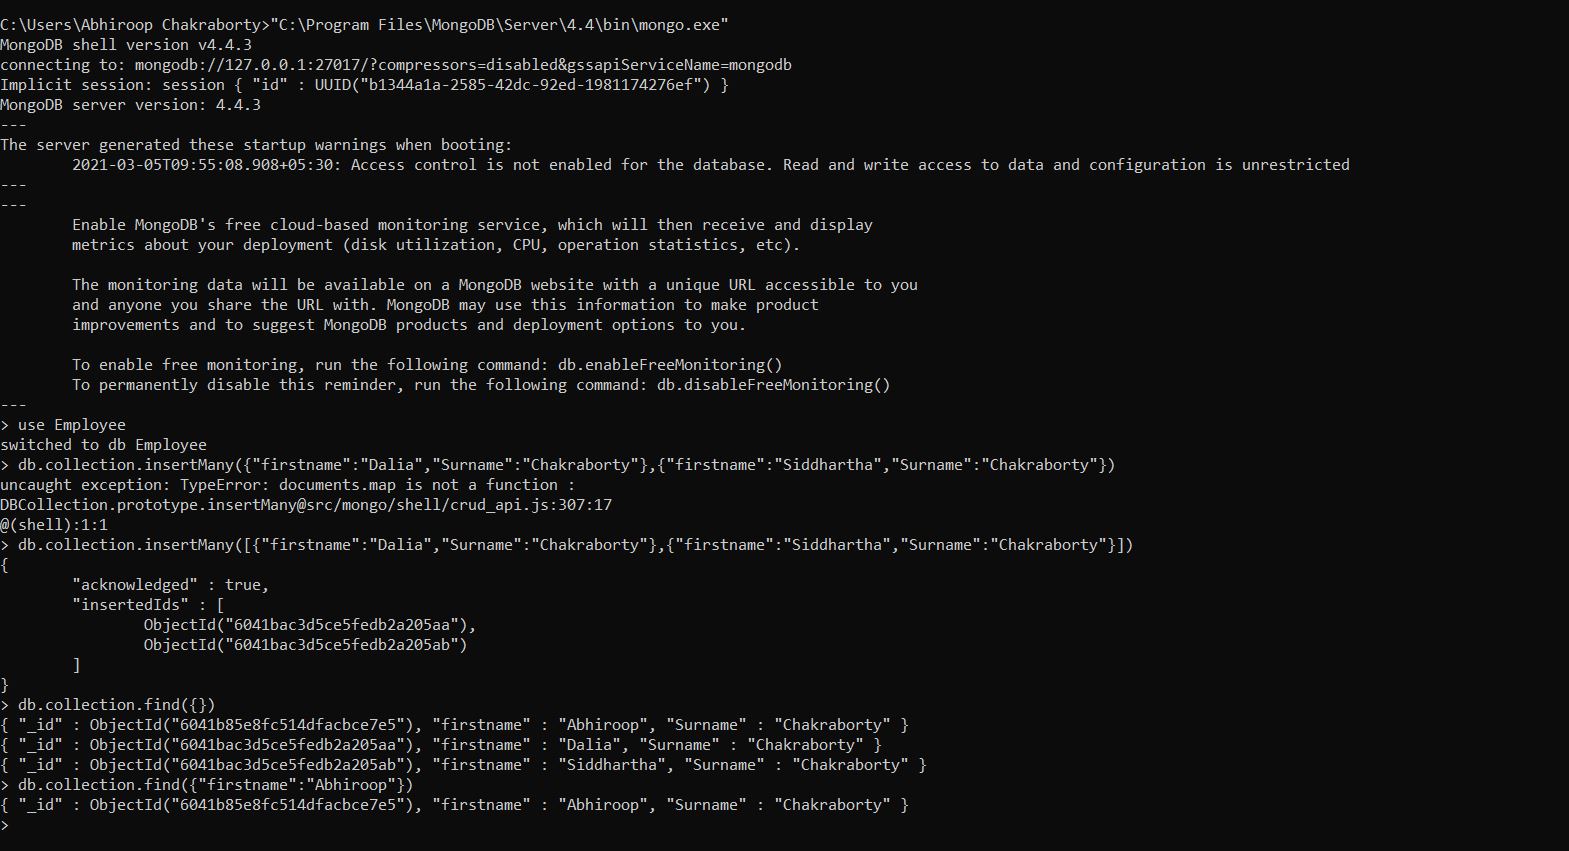 C:\Users\Abhiroop Chakraborty>"C:\Program Files\MongoDB\Server\4.4\bin\mongo.exe"
MongoDB shell version v4.4.3
connecting to: mongodb://127.0.0.1:27017/?compressors=disabled&gssapiServiceName=mongodb
Implicit session: session { "id" : UUID("b1344a1a-2585-42dc-92ed-1981174276ef") }
MongoDB server version: 4.4.3
---
The server generated these startup warnings when booting:
        2021-03-05T09:55:08.908+05:30: Access control is not enabled for the database. Read and write access to data and configuration is unrestricted
---
---
        Enable MongoDB's free cloud-based monitoring service, which will then receive and display
        metrics about your deployment (disk utilization, CPU, operation statistics, etc).

        The monitoring data will be available on a MongoDB website with a unique URL accessible to you
        and anyone you share the URL with. MongoDB may use this information to make product
        improvements and to suggest MongoDB products and deployment options to you.

        To enable free monitoring, run the following command: db.enableFreeMonitoring()
        To permanently disable this reminder, run the following command: db.disableFreeMonitoring()
---
> use Employee
switched to db Employee
> db.collection.insertMany({"firstname":"Dalia","Surname":"Chakraborty"},{"firstname":"Siddhartha","Surname":"Chakraborty"})
uncaught exception: TypeError: documents.map is not a function :
DBCollection.prototype.insertMany@src/mongo/shell/crud_api.js:307:17
@(shell):1:1
> db.collection.insertMany([{"firstname":"Dalia","Surname":"Chakraborty"},{"firstname":"Siddhartha","Surname":"Chakraborty"}])
{
        "acknowledged" : true,
        "insertedIds" : [
                ObjectId("6041bac3d5ce5fedb2a205aa"),
                ObjectId("6041bac3d5ce5fedb2a205ab")
        ]
}
> db.collection.find({})
{ "_id" : ObjectId("6041b85e8fc514dfacbce7e5"), "firstname" : "Abhiroop", "Surname" : "Chakraborty" }
{ "_id" : ObjectId("6041bac3d5ce5fedb2a205aa"), "firstname" : "Dalia", "Surname" : "Chakraborty" }
{ "_id" : ObjectId("6041bac3d5ce5fedb2a205ab"), "firstname" : "Siddhartha", "Surname" : "Chakraborty" }
> db.collection.find({"firstname":"Abhiroop"})
{ "_id" : ObjectId("6041b85e8fc514dfacbce7e5"), "firstname" : "Abhiroop", "Surname" : "Chakraborty" }
>